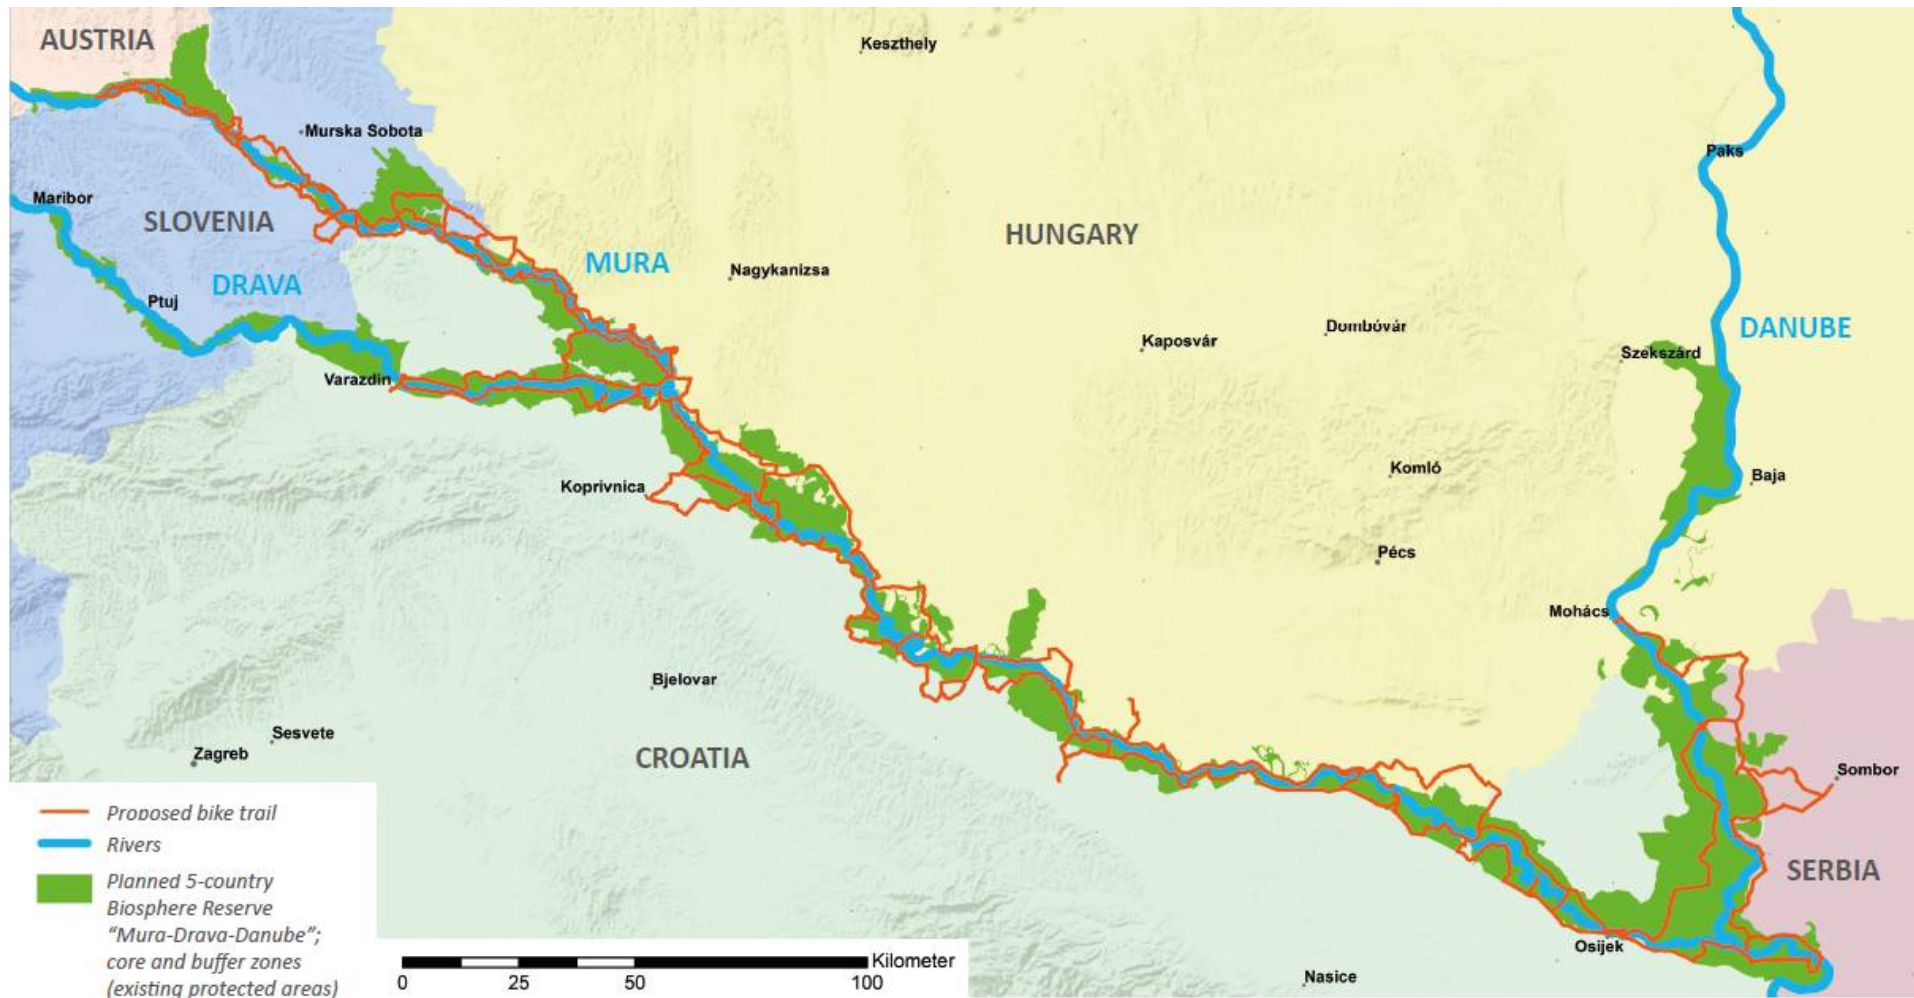 AUSTRIA
Keszthely
Murska Sobota
Paks
Maribor
SLOVENIA
HUNGARY
MURA
Nagykanizsa
DRAVA
Ptuj
DANUBE
Dombóvár
Kaposvár
Szekszárd
Varazdin
Komló
Baja
Koprivnica
Pécs
Mohács
Bjelovar
Sesvete
Zagreb
CROATIA
Sombor
SERBIA
Osijek
Nasice
Proposed bike trail
Rivers
Planned 5-country
Biosphere Reserve
“Mura-Drava-Danube”;
core and buffer zones
(existing protected areas)
Kilometer
0 25 50 100